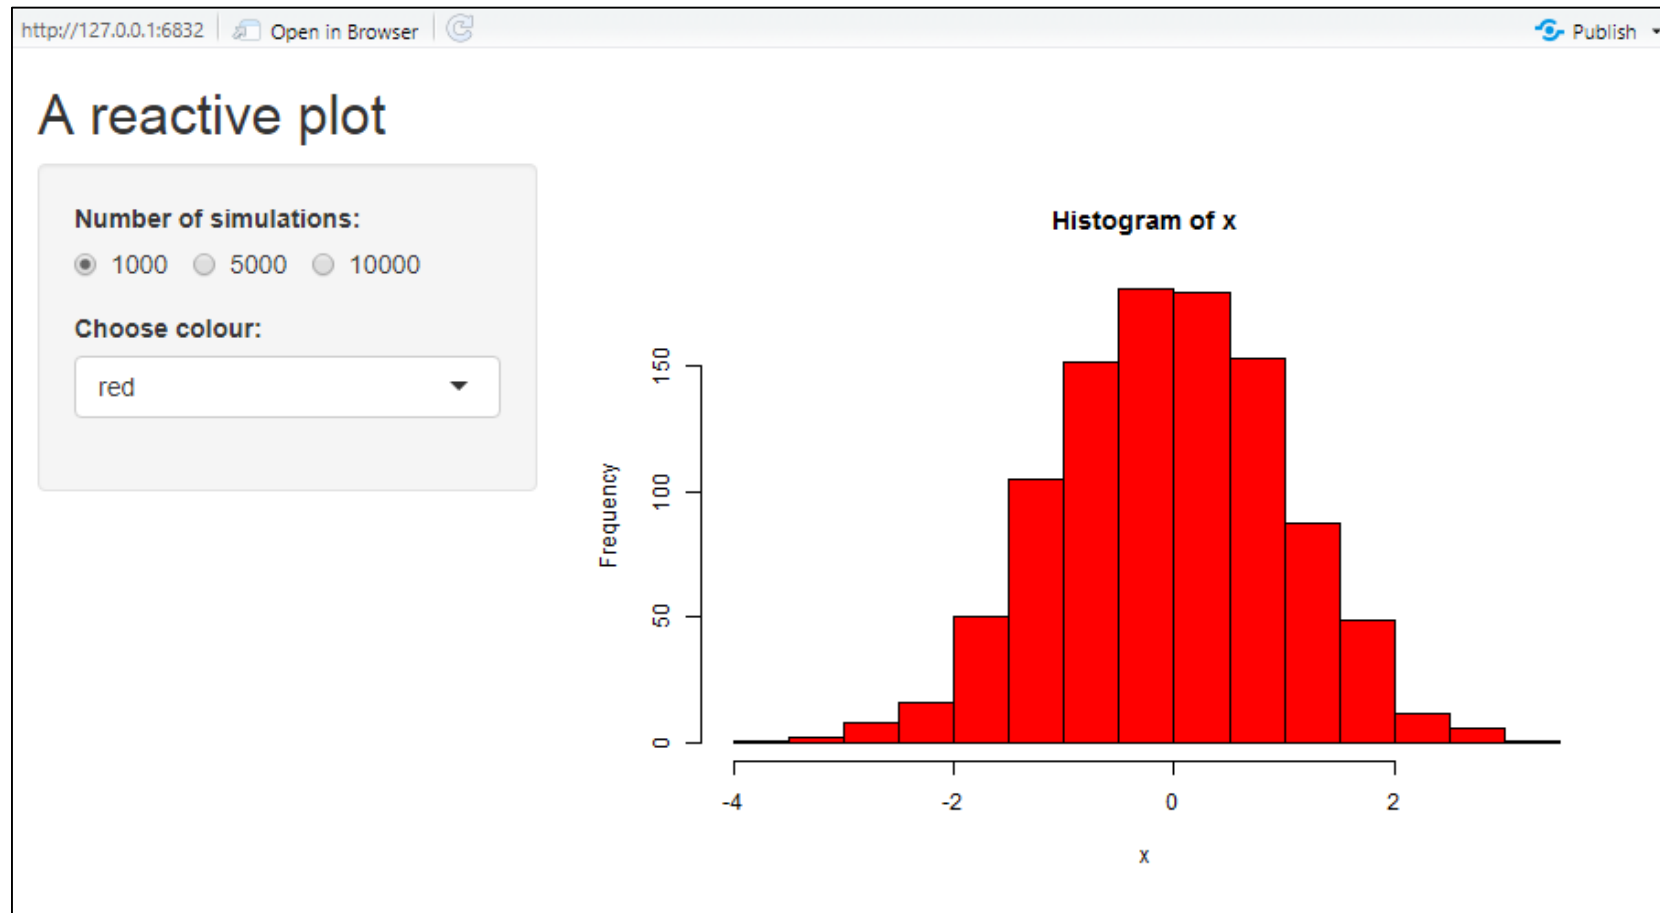 http://127.0.0.1:6832 Open in Browser Publish
A reactive plot
Number of simulations:
1000 5000 10000
Choose colour:
red
Histogram of x
Frequency
0 50 100 150
-4 -2 0 2
x